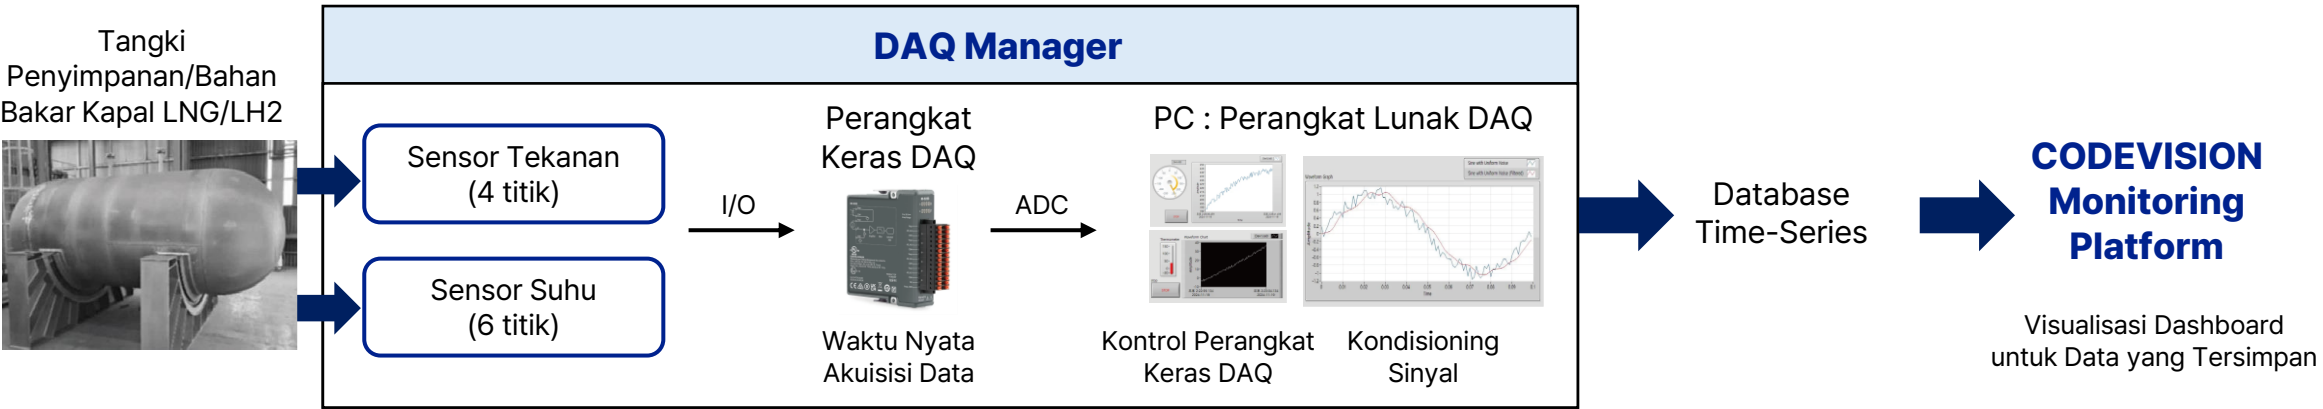 Tangki
Penyimpanan/Bahan
Bakar Kapal LNG/LH2
DAQ Manager
Sensor Tekanan
(4 titik)
Sensor Suhu
(6 titik)
I/O
Perangkat
Keras DAQ
Waktu Nyata
Akuisisi Data
ADC
PC : Perangkat Lunak DAQ
Kontrol Perangkat
Keras DAQ
Kondisioning
Sinyal
Database
Time-Series
CODEVISION
Monitoring
Platform
Visualisasi Dashboard
untuk Data yang Tersimpan